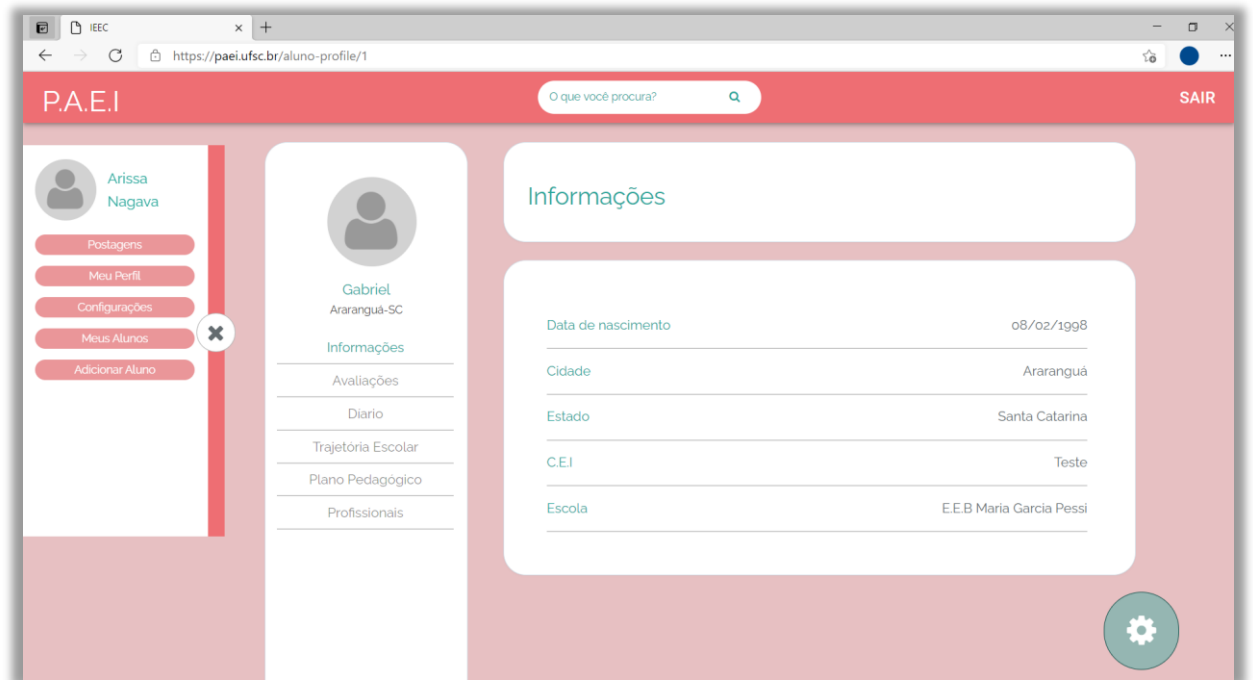 IEEC
https://paei.ufsc.br/aluno-profile/1
P.A.E.I
O que você procura?
SAIR
Arissa
Nagava
Postagens
Meu Perfil
Configurações
Meus Alunos
Adicionar Aluno
Gabriel
Araranguá-SC
Informações
Avaliações
Diario
Trajetória Escolar
Plano Pedagógico
Profissionais
Informações
Data de nascimento 08/02/1998
Cidade Araranguá
Estado Santa Catarina
C.E.I Teste
Escola E.E.B Maria Garcia Pessi